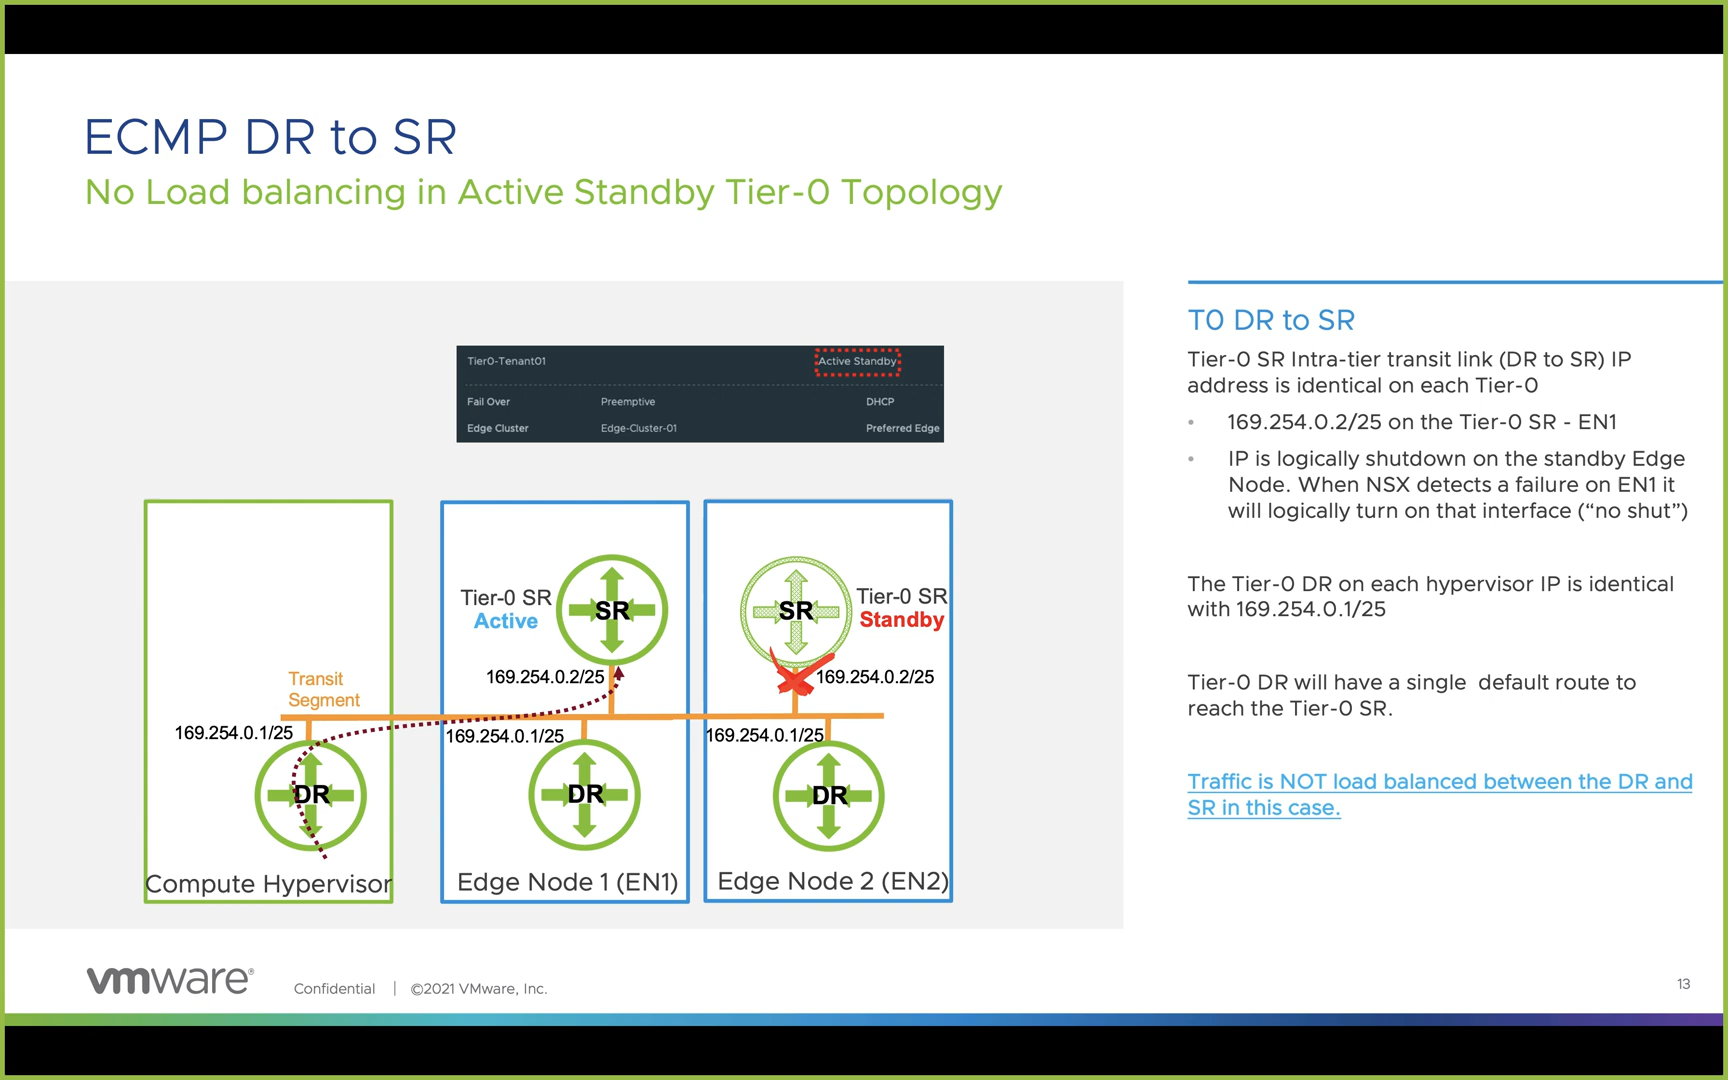 ECMP DR to SR
No Load balancing in Active Standby Tier-0 Topology
Tier0-Tenant01 Active Standby
Fail Over Preemptive DHCP
Edge Cluster Edge-Cluster-01 Preferred Edge
Tier-0 SR
Active
SR
SR
Tier-0 SR
Standby
169.254.0.2/25
169.254.0.2/25
Transit
Segment
169.254.0.1/25
169.254.0.1/25
169.254.0.1/25
DR
DR
DR
Compute Hypervisor
Edge Node 1 (EN1)
Edge Node 2 (EN2)
T0 DR to SR
Tier-0 SR Intra-tier transit link (DR to SR) IP
address is identical on each Tier-0
• 169.254.0.2/25 on the Tier-0 SR - EN1
• IP is logically shutdown on the standby Edge
Node. When NSX detects a failure on EN1 it
will logically turn on that interface (“no shut”)
The Tier-0 DR on each hypervisor IP is identical
with 169.254.0.1/25
Tier-0 DR will have a single default route to
reach the Tier-0 SR.
Traffic is NOT load balanced between the DR and
SR in this case.
vmware®
Confidential | ©2021 VMware, Inc.
13